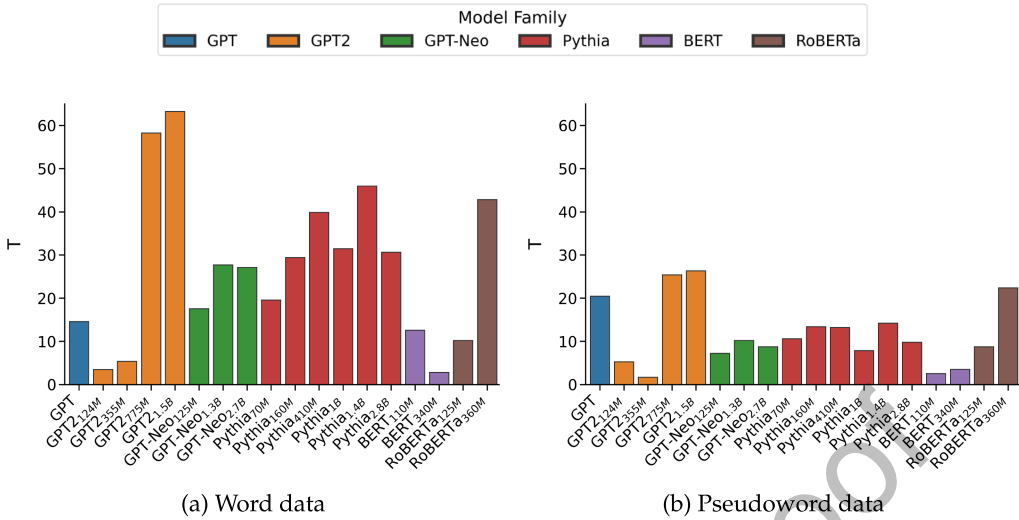 Model Family
GPT GPT2 GPT-Neo Pythia BERT RoBERTa
T
60
50
40
30
20
10
0
GPT
GPT2124M
GPT2355M
GPT2775M
GPT21.5B
GPT-Neo125M
GPT-Neo1.3B
GPT-Neo2.7B
Pythia70M
Pythia160M
Pythia410M
Pythia1B
Pythia1.4B
Pythia2.8B
BERT110M
BERT340M
RoBERTa125M
RoBERTa360M
(a) Word data
T
60
50
40
30
20
10
0
GPT
GPT2124M
GPT2355M
GPT2775M
GPT21.5B
GPT-Neo125M
GPT-Neo1.3B
GPT-Neo2.7B
Pythia70M
Pythia160M
Pythia410M
Pythia1B
Pythia1.4B
Pythia2.8B
BERT110M
BERT340M
RoBERTa125M
RoBERTa360M
(b) Pseudoword data